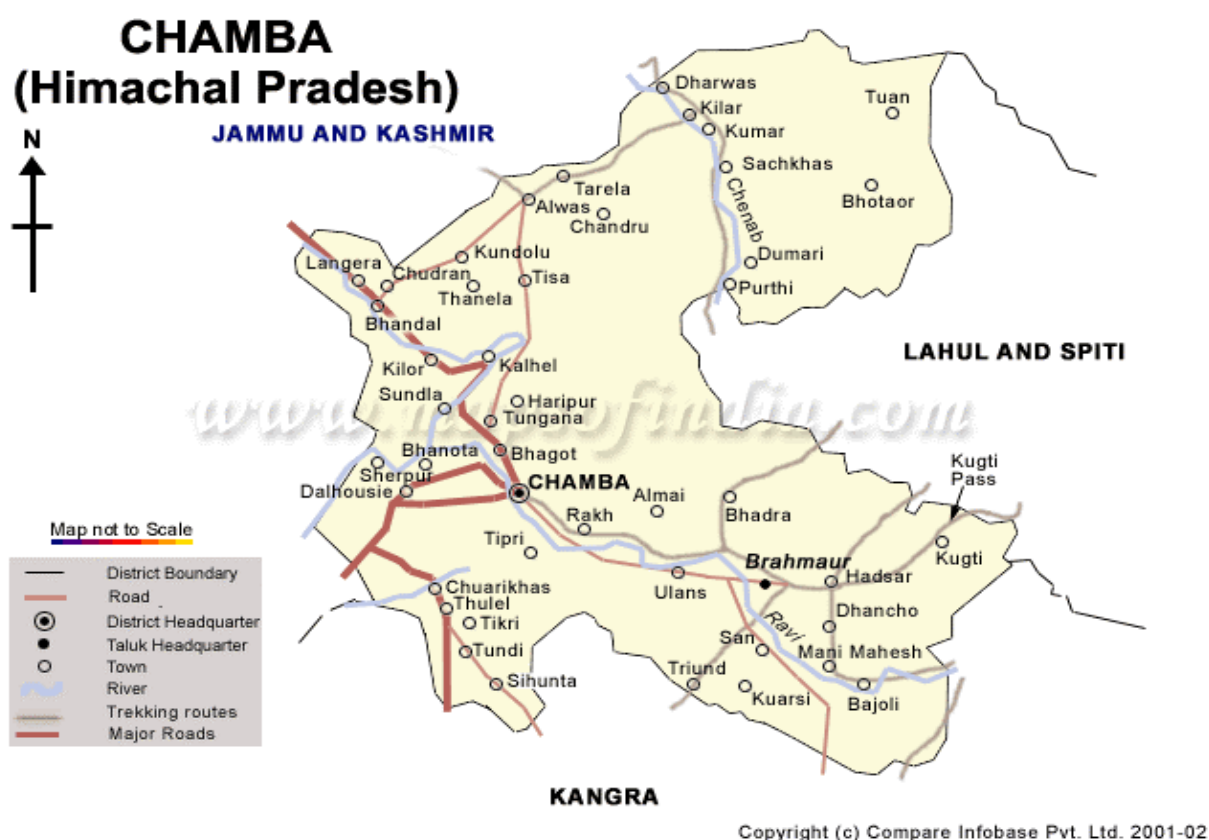 CHAMBA
(Himachal Pradesh)
JAMMU AND KASHMIR
N
Dharwas
Kilar
Kumar
Tuan
Sachkhas
Chenab
Bhotaor
Tarela
Alwas
Chandru
Dumari
Purthi
Langera
Chudran
Kundolu
Thanela
Tisa
Bhandal
Kilor
Kalhel
LAHUL AND SPITI
Sundla
Haripur
Tungana
www.mapsofindia.com
Bhanota
Bhagot
Sherpur
Dalhousie
CHAMBA
Almai
Bhadra
Kugti
Pass
Rakh
Tipri
Kugti
Brahmaur
Hadsar
Ulans
Chuarikhas
Thulel
Tikri
Tundi
Sihunta
Dhancho
Ravi
San
Mani Mahesh
Triund
Kuarsi
Bajoli
Map not to Scale
District Boundary
Road
District Headquarter
Taluk Headquarter
Town
River
Trekking routes
Major Roads
KANGRA
Copyright (c) Compare Infobase Pvt. Ltd. 2001-02